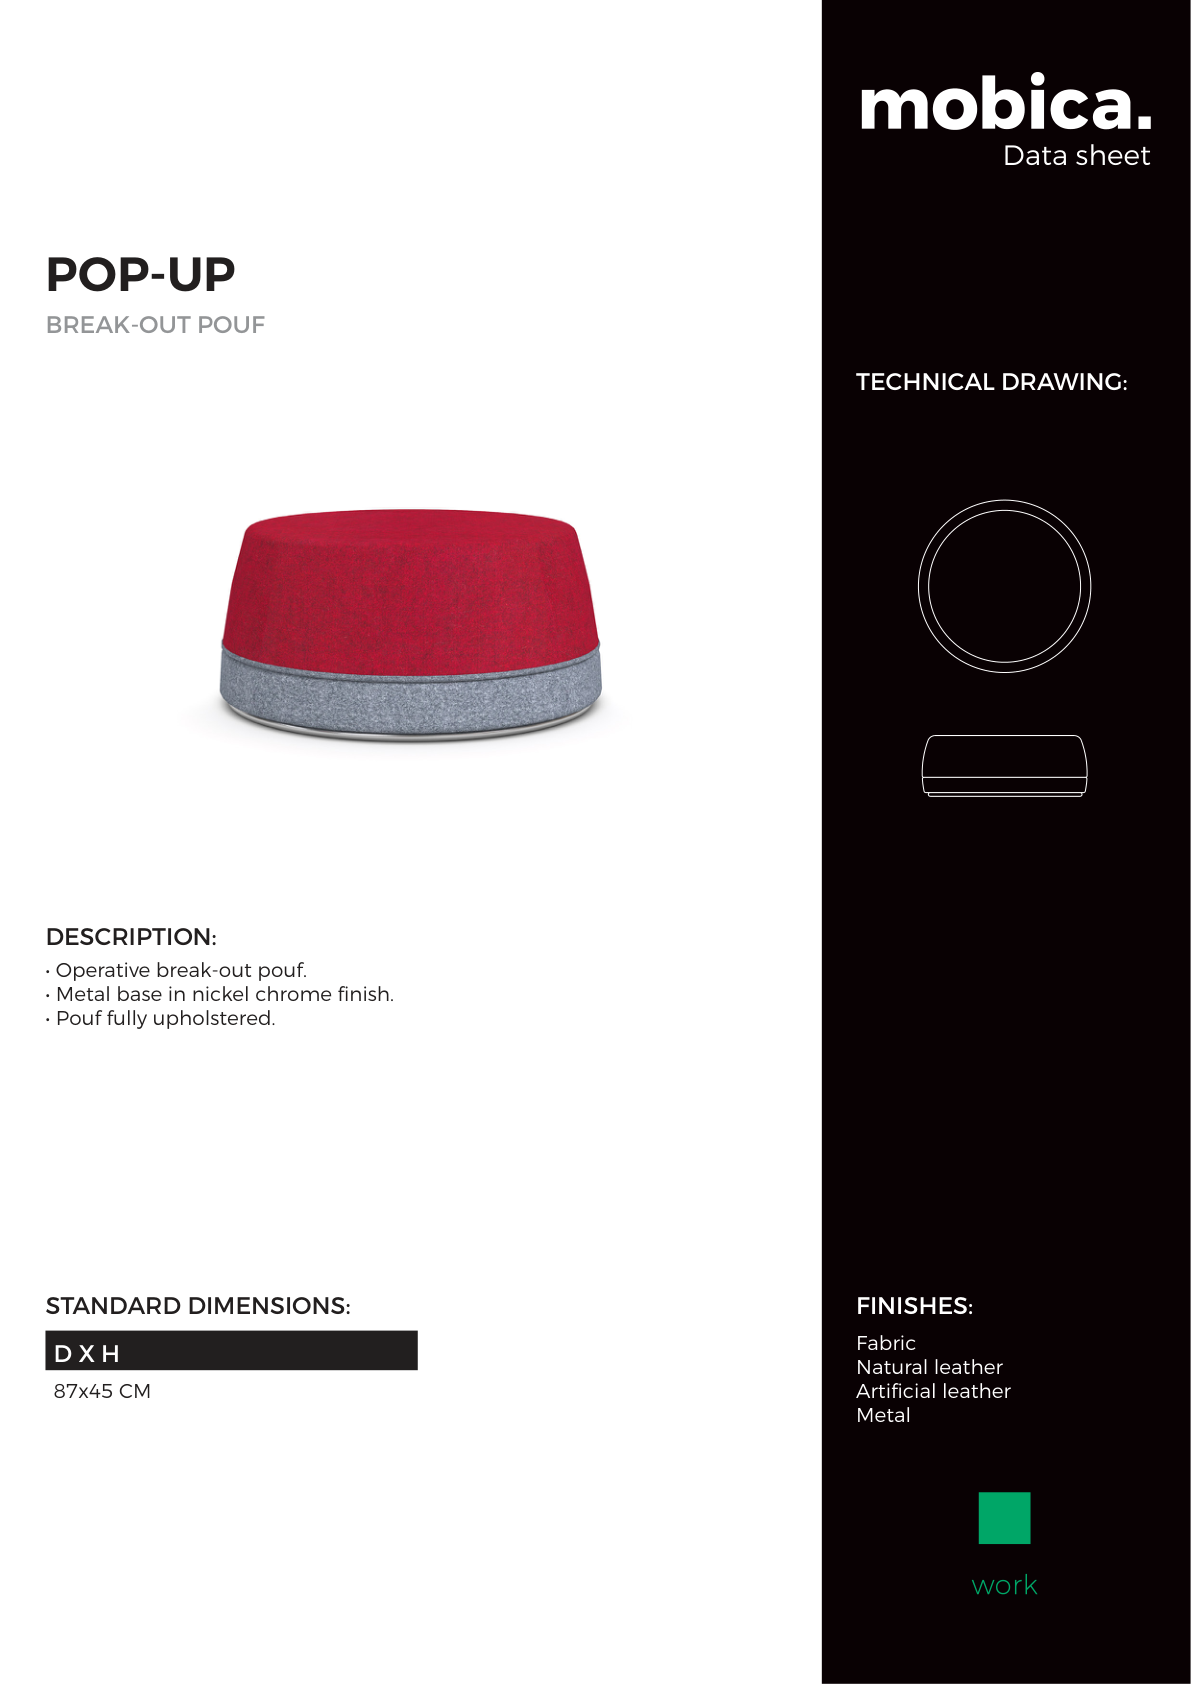 mobica.
Data sheet
POP-UP
BREAK-OUT POUF
TECHNICAL DRAWING:
DESCRIPTION:
• Operative break-out pouf.
• Metal base in nickel chrome finish.
• Pouf fully upholstered.
STANDARD DIMENSIONS:
D X H
87x45 CM
FINISHES:
Fabric
Natural leather
Artificial leather
Metal
work